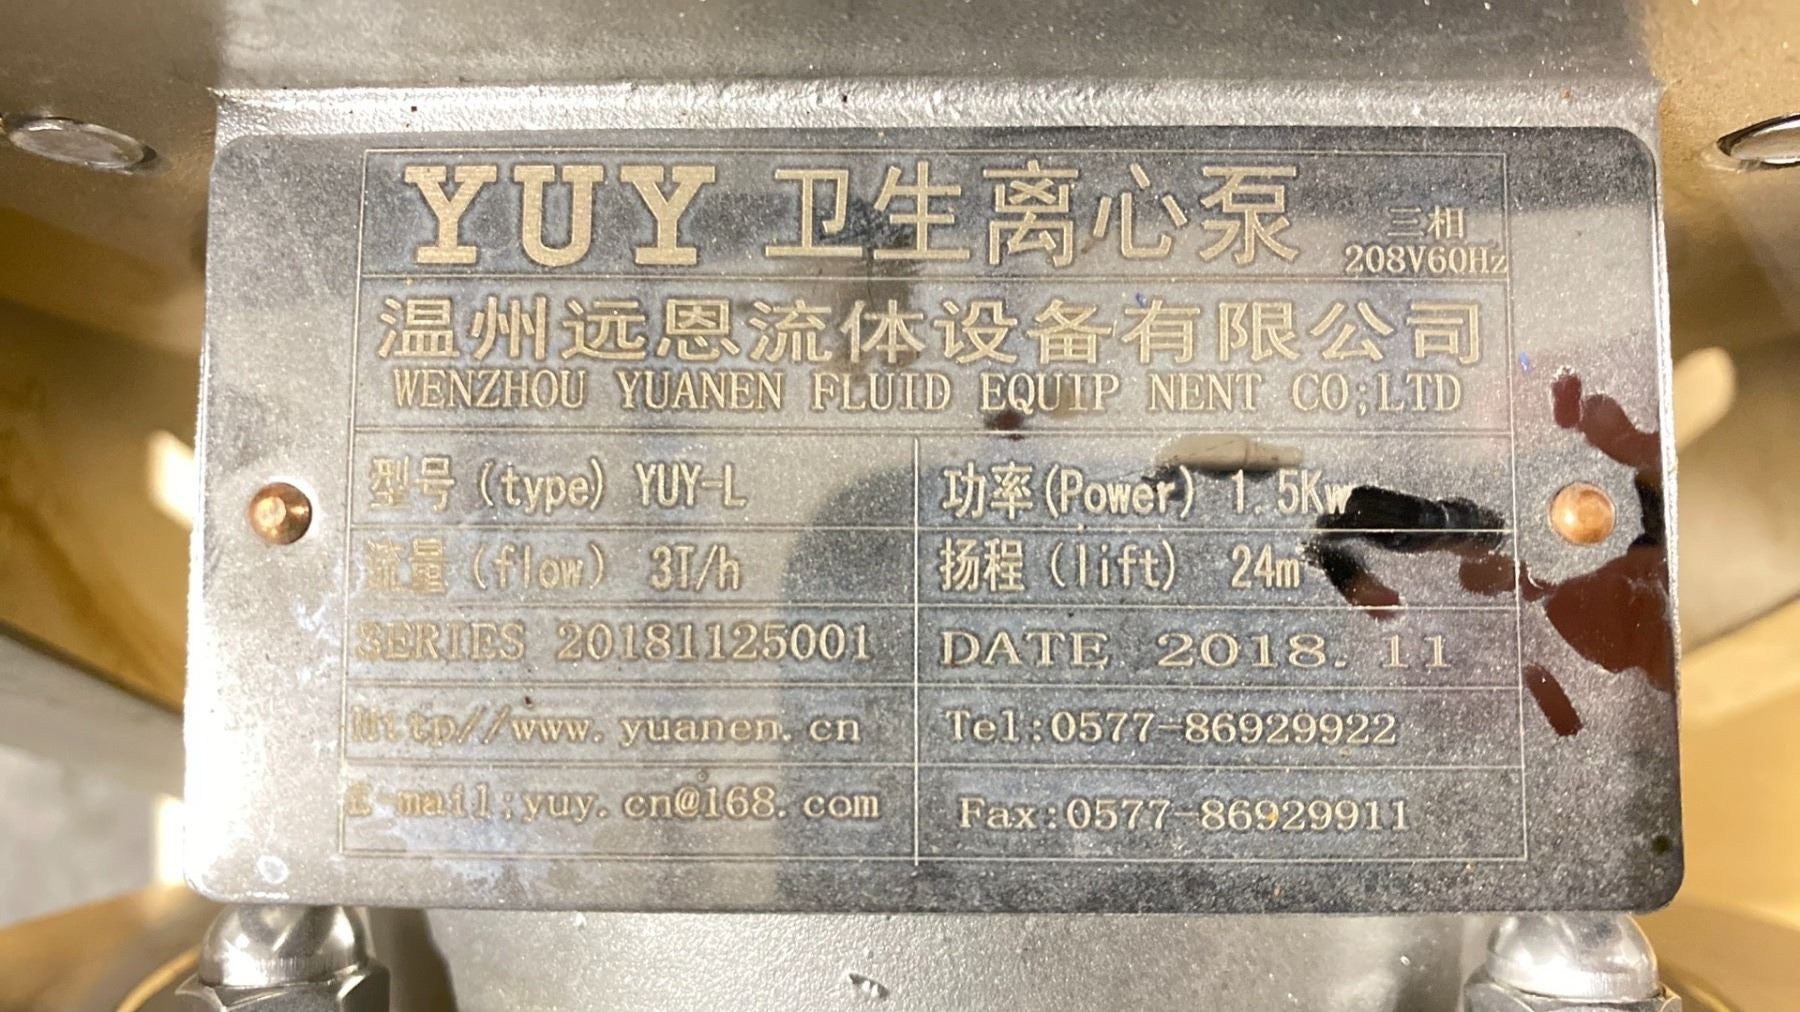 YUY 卫生离心泵 三相
208V60Hz
温州远恩流体设备有限公司
WENZHOU YUANEN FLUID EQUIP NENT CO;LTD
型号(type) YUY-L 功率(Power) 1.5Kw
流量(flow) 3T/h 扬程(lift) 24m
SERIES 20181125001 DATE 2018.11
Http//www.yuanen.cn Tel:0577-86929922
E-mail;yuy.cn@168.com Fax:0577-86929911